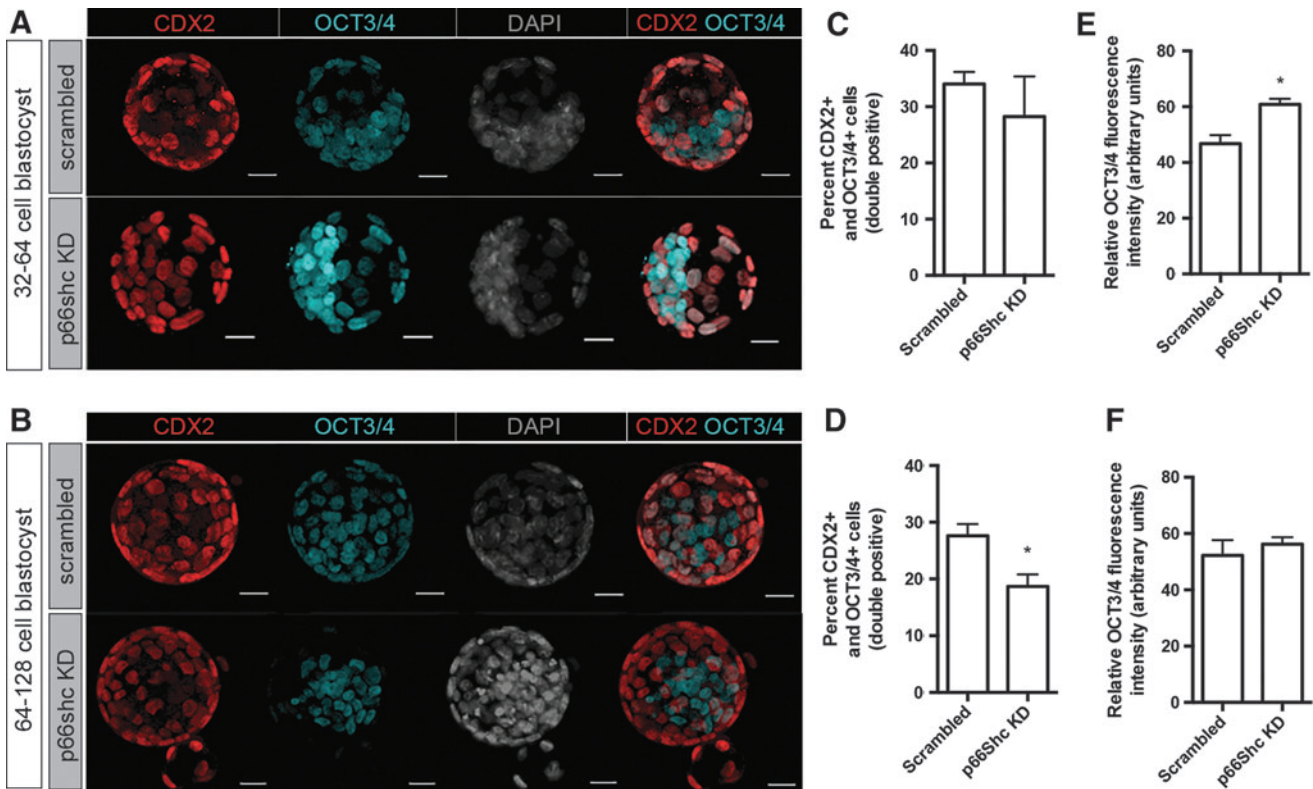 A
CDX2 OCT3/4 DAPI CDX2 OCT3/4
32-64 cell blastocyst
scrambled
p66shc KD
B
CDX2 OCT3/4 DAPI CDX2 OCT3/4
64-128 cell blastocyst
scrambled
p66shc KD
C
Percent CDX2+
and OCT3/4+ cells
(double positive)
40
30
20
10
0
Scrambled
p66Shc KD
D
Percent CDX2+
and OCT3/4+ cells
(double positive)
40
30
20
10
0
*
Scrambled
p66Shc KD
E
Relative OCT3/4 fluorescence
intensity (arbitrary units)
80
60
40
20
0
*
Scrambled
p66Shc KD
F
Relative OCT3/4 fluorescence
intensity (arbitrary units)
80
60
40
20
0
Scrambled
p66Shc KD